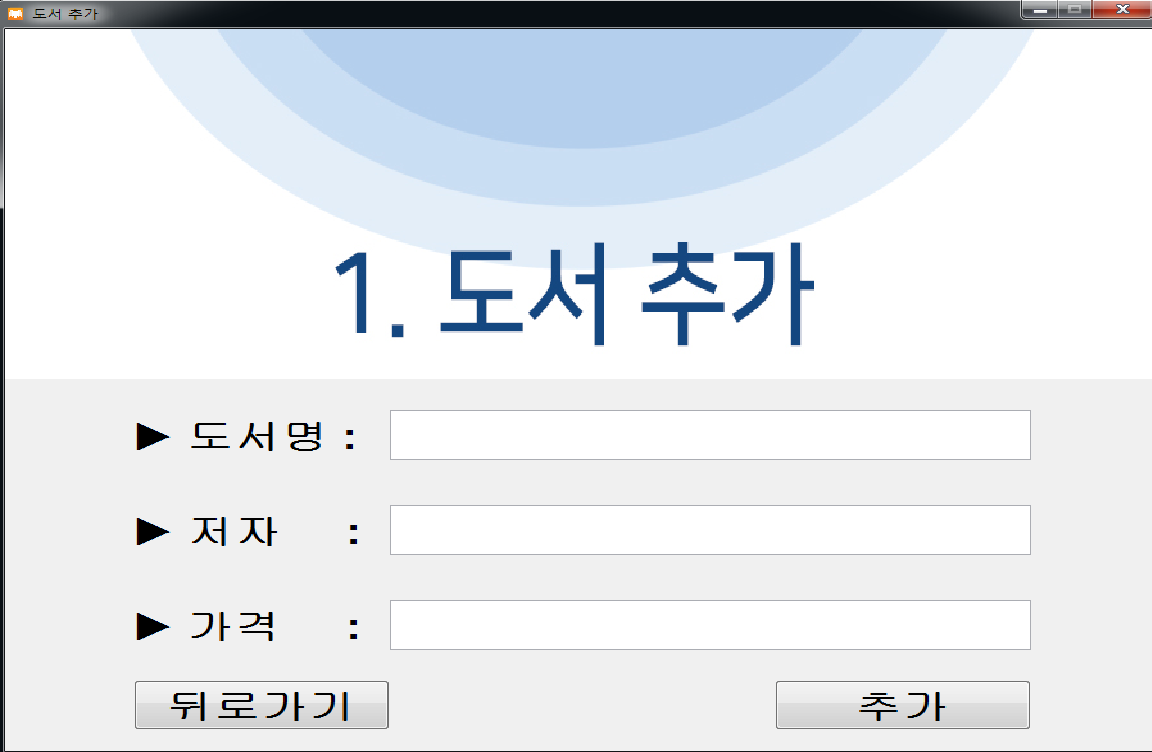 도서 추가
1. 도서 추가
▶ 도서명 :
▶ 저자 :
▶ 가격 :
뒤로가기 추가